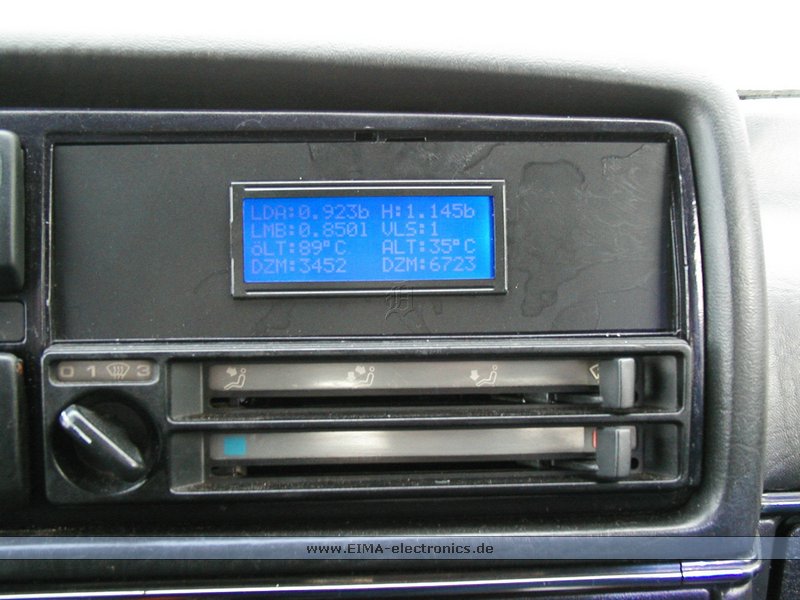 LDA:0.923b H:1.145b
LMB:0.850l VLS:1
öLT:89°C ALT:35°C
DZM:3452 DZM:6723
0 1 3
www.EIMA-electronics.de